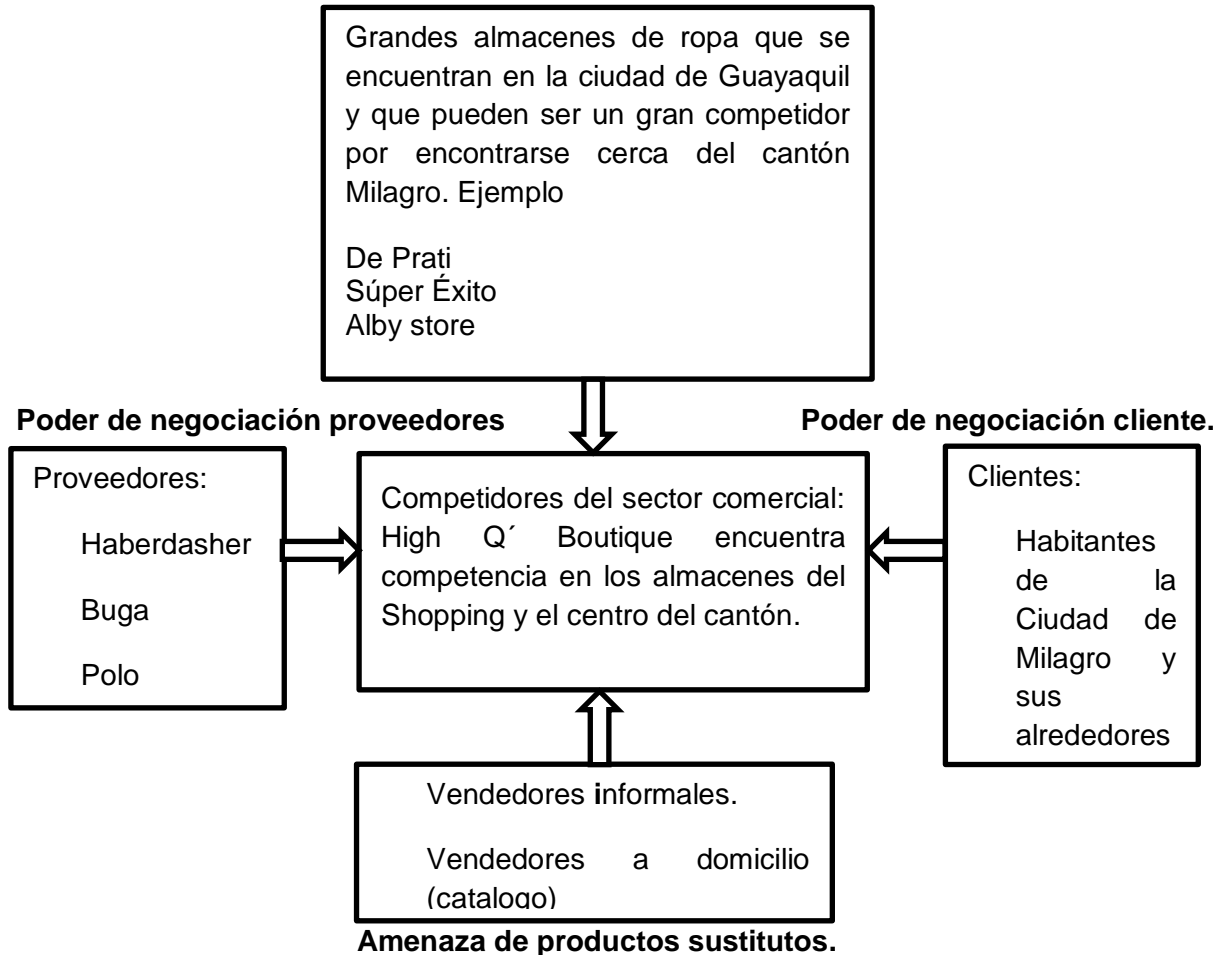 Grandes almacenes de ropa que se
encuentran en la ciudad de Guayaquil
y que pueden ser un gran competidor
por encontrarse cerca del cantón
Milagro. Ejemplo
De Prati
Súper Éxito
Alby store
Poder de negociación proveedores
Poder de negociación cliente.
Proveedores:
Haberdasher
Buga
Polo
Competidores del sector comercial:
High Q´ Boutique encuentra
competencia en los almacenes del
Shopping y el centro del cantón.
Clientes:
Habitantes
de la
Ciudad de
Milagro y
sus
alrededores
Vendedores informales.
Vendedores a domicilio
(catalogo)
Amenaza de productos sustitutos.